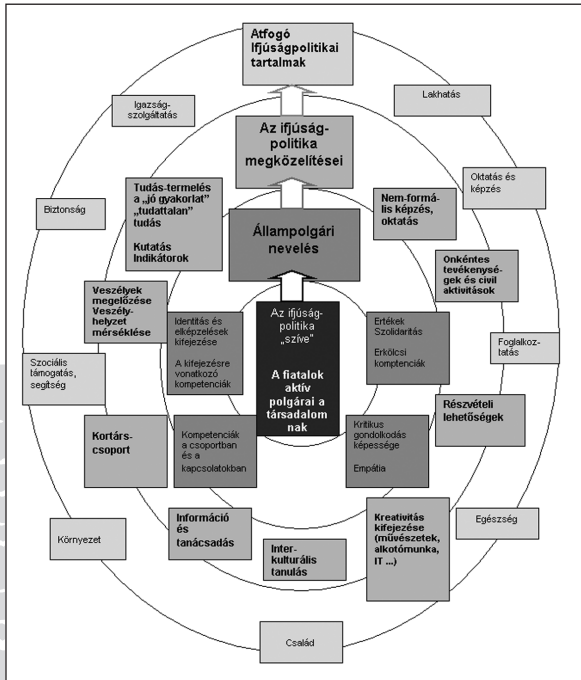 Atfogó
Ifjúságpolitikai
tartalmak
Igazság-
szolgáltatás
Lakhatás
Az ifjúság-
politika
megközelítései
Tudás-termelés
a „jó gyakorlat”
„tudattalan”
tudás
Kutatás
Indikátorok
Nem-formá-
lis képzés,
oktatás
Oktatás és
képzés
Biztonság
Állampolgári
nevelés
Onkéntes
tevékenysé-
gek és civil
aktivitások
Veszélyek
megelőzése
Veszély-
helyzet
mérséklése
Identitás és
elképzelések
kifejezése
A kifejezésre
vonatkozó
kompetenciák
Az ifjúság-
politika
„szíve”
A fiatalok
aktív
polgárai a
társadalom
nak
Ertékek
Szolidaritás
Erkölcsi
komptenciák
Foglalkoz-
tatás
Szociális
támogatás,
segítség
Kortárs-
csoport
Kompetenciák
a csoportban
és a
kapcsolatokban
Kritikus
gondolkodás
képessége
Empátia
Részvételi
lehetőségek
Információ
és
tanácsadás
Inter-
kulturális
tanulás
Kreativitás
kifejezése
(művészetek,
alkotómunka,
IT ...)
Egészség
Környezet
Család